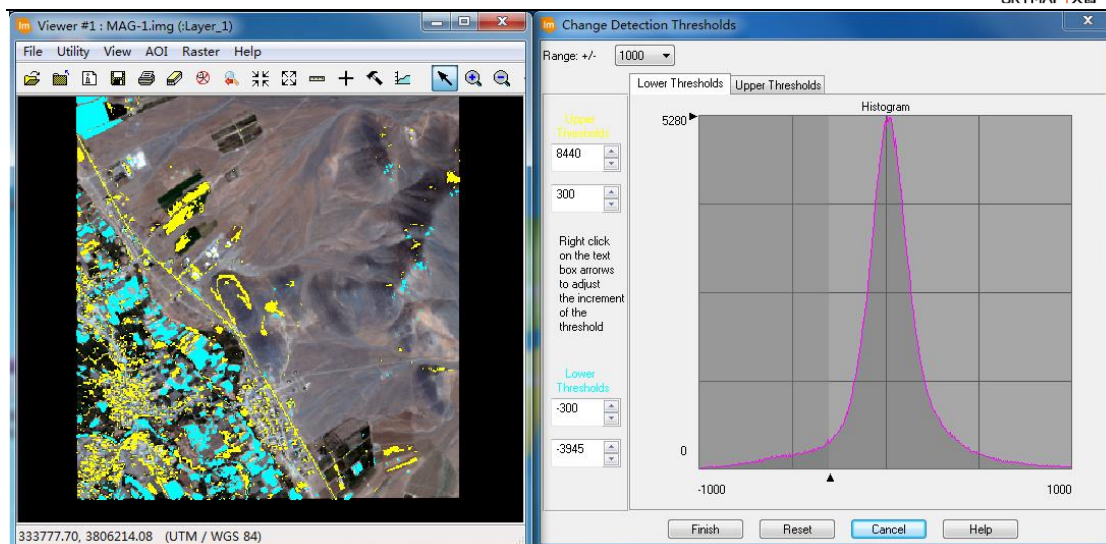 Viewer #1 : MAG-1.img (:Layer_1)
File Utility View AOI Raster Help
333777.70, 3806214.08 (UTM / WGS 84)
Change Detection Thresholds
Range: +/- 1000
Lower Thresholds Upper Thresholds
Upper
Thresholds
8440
300
Right click
on the text
box arrorws
to adjust
the increment
of the
threshold
Lower
Thresholds
-300
-3945
Histogram
5280
0
-1000 1000
Finish Reset Cancel Help